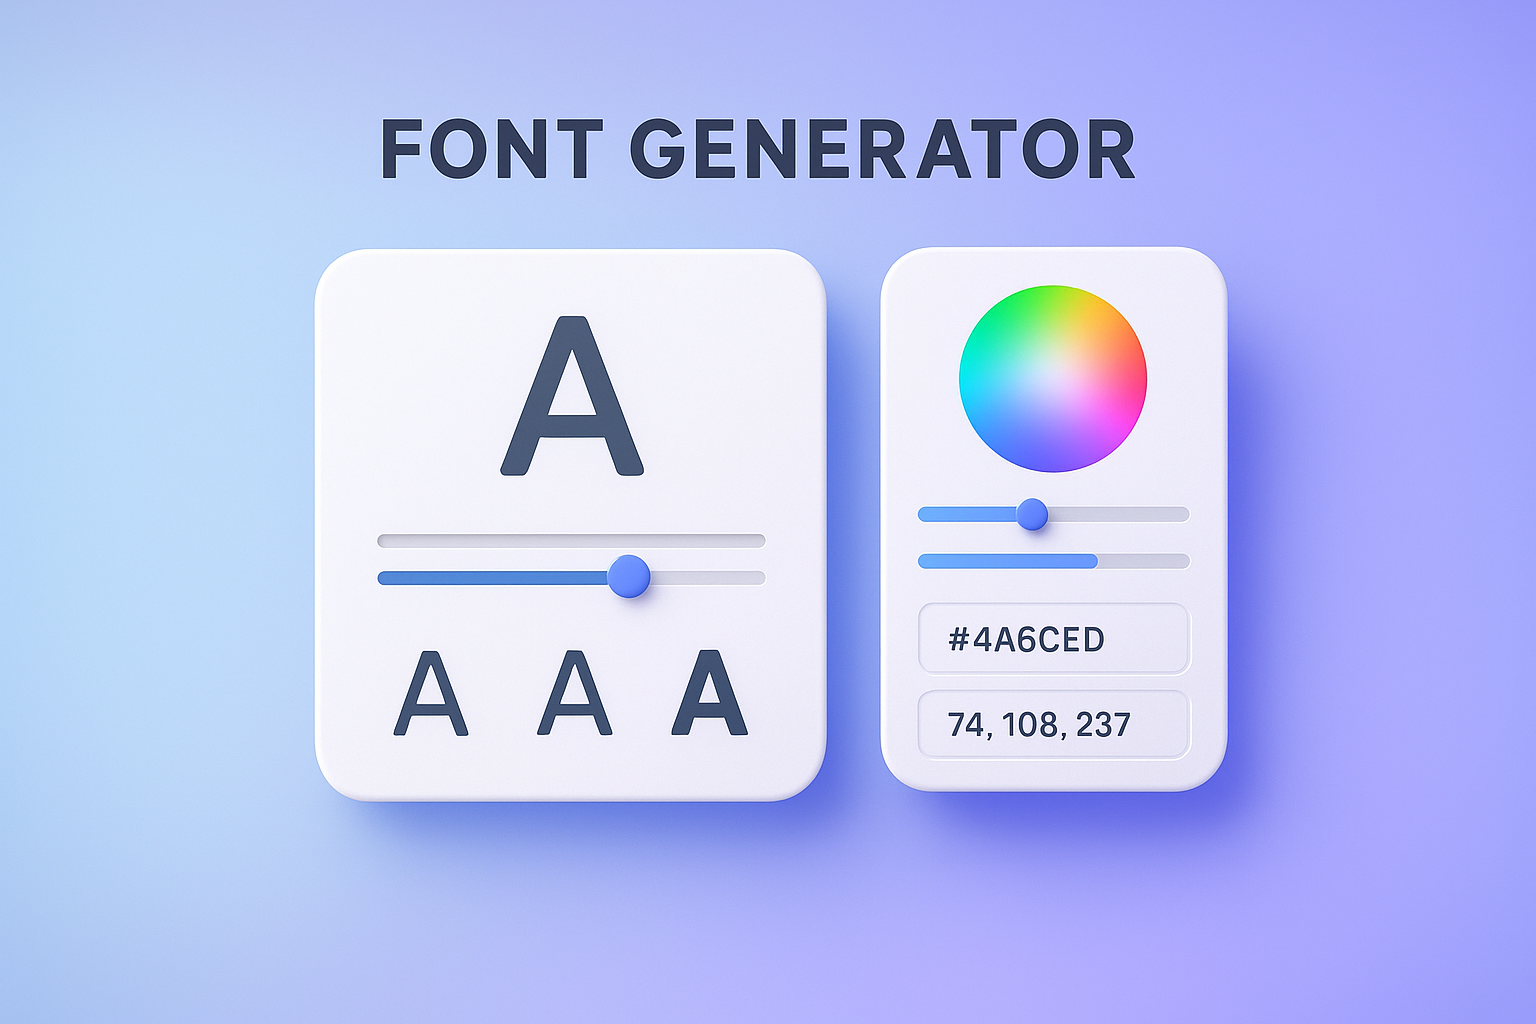 FONT GENERATOR
A
A A A
#4A6CED
74, 108, 237